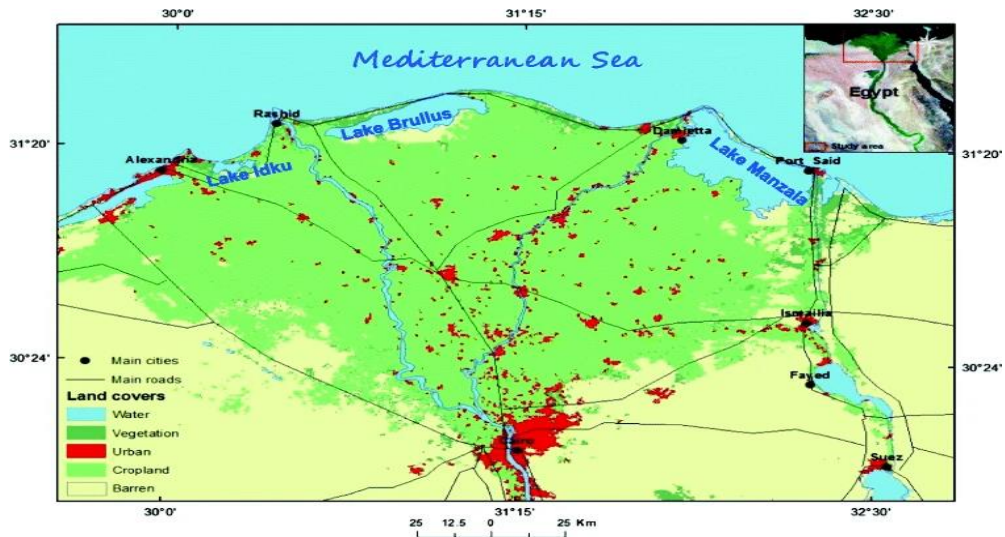 30°0' 31°15' 32°30'
Mediterranean Sea
Egypt
Study area
Rashid
Lake Brullus
Damietta
31°20' 31°20'
Alexandria
Lake Idku
Lake Manzala
Port Said
Ismailia
30°24' 30°24'
Fayed
Main cities
Main roads
Land covers
Water
Vegetation
Urban
Cropland
Barren
Cairo
Suez
30°0' 31°15' 32°30'
25 12.5 0 25 Km